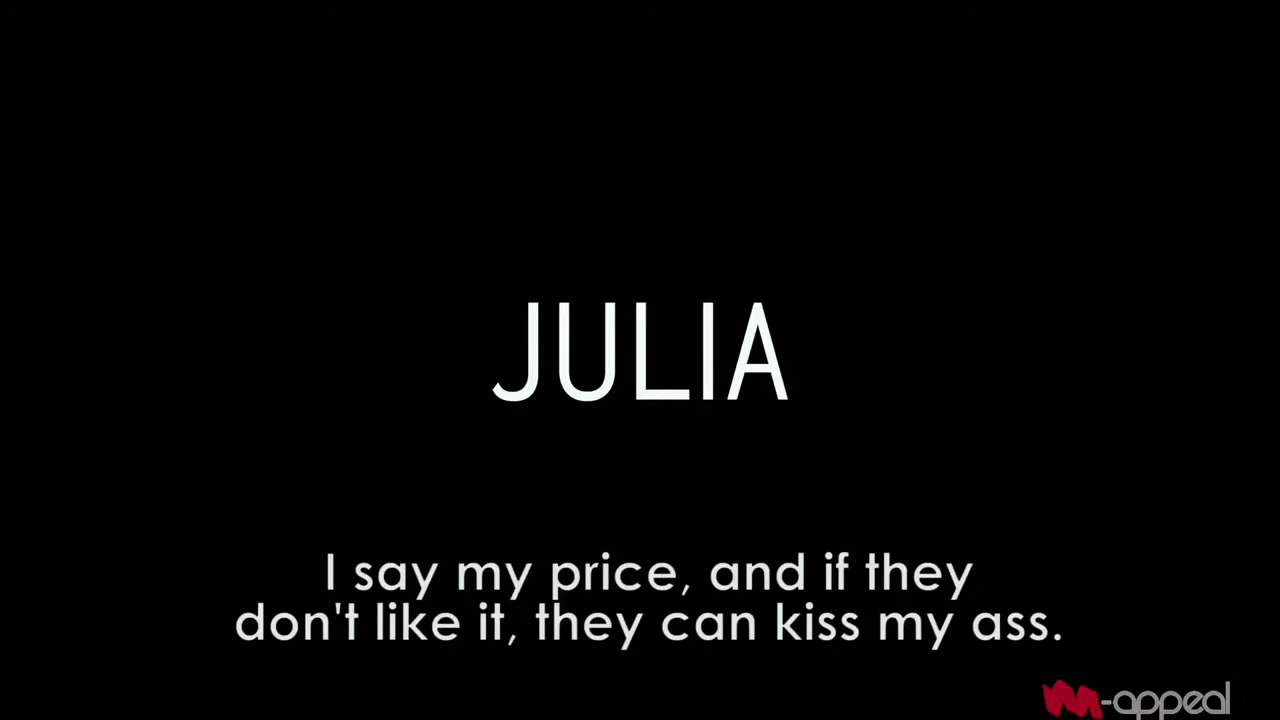 JULIA
I say my price, and if they
don't like it, they can kiss my ass.
m-appeal